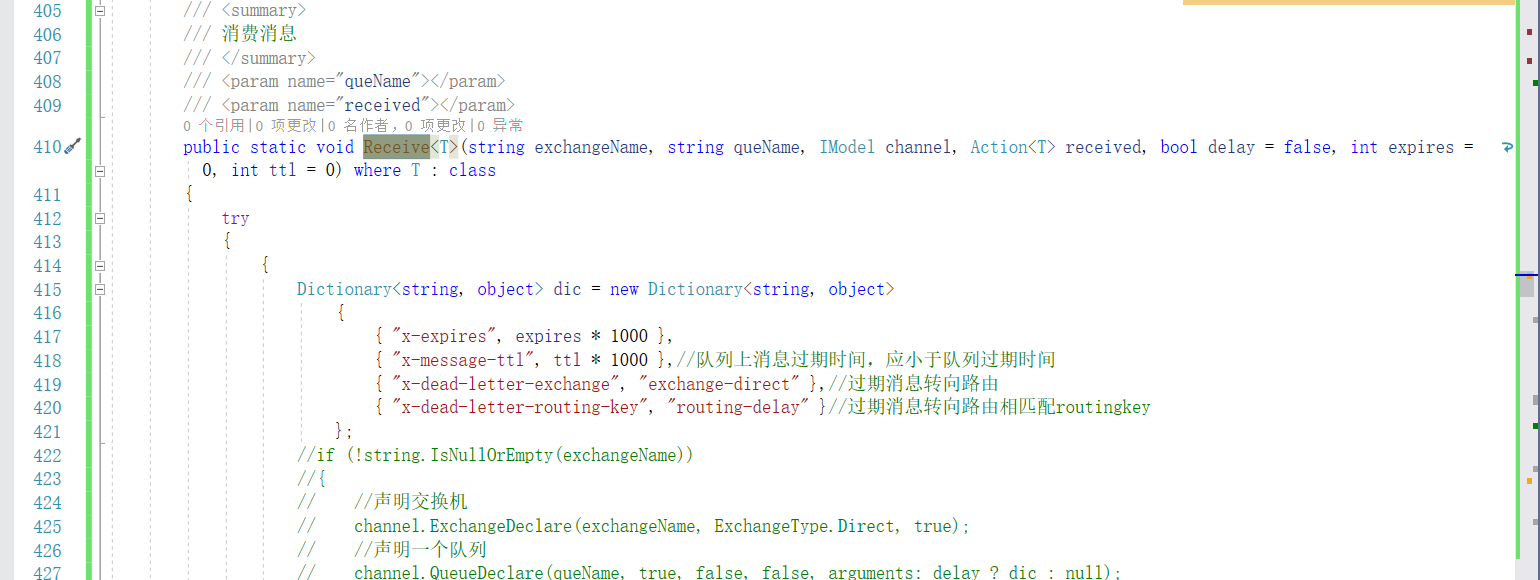 405 /// <summary>
406 /// 消费消息
407 /// </summary>
408 /// <param name="queName"></param>
409 /// <param name="received"></param>
0 个引用|0 项更改|0 名作者, 0 项更改|0 异常
410 public static void Receive<T>(string exchangeName, string queName, IModel channel, Action<T> received, bool delay = false, int expires =
0, int ttl = 0) where T : class
411 {
412 try
413 {
414 {
415 Dictionary<string, object> dic = new Dictionary<string, object>
416 {
417 { "x-expires", expires * 1000 },
418 { "x-message-ttl", ttl * 1000 },//队列上消息过期时间，应小于队列过期时间
419 { "x-dead-letter-exchange", "exchange-direct" },//过期消息转向路由
420 { "x-dead-letter-routing-key", "routing-delay" }//过期消息转向路由相匹配routingkey
421 };
422 //if (!string.IsNullOrEmpty(exchangeName))
423 //{
424 // //声明交换机
425 // channel.ExchangeDeclare(exchangeName, ExchangeType.Direct, true);
426 // //声明一个队列
427 // channel.QueueDeclare(queName, true, false, false, arguments: delay ? dic : null);